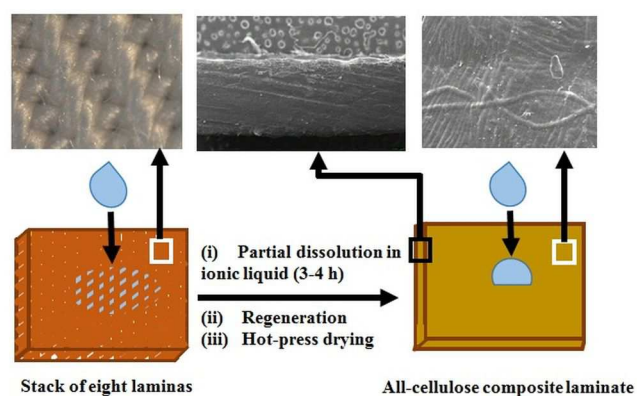 (i) Partial dissolution in
ionic liquid (3-4 h)
(ii) Regeneration
(iii) Hot-press drying
Stack of eight laminas
All-cellulose composite laminate